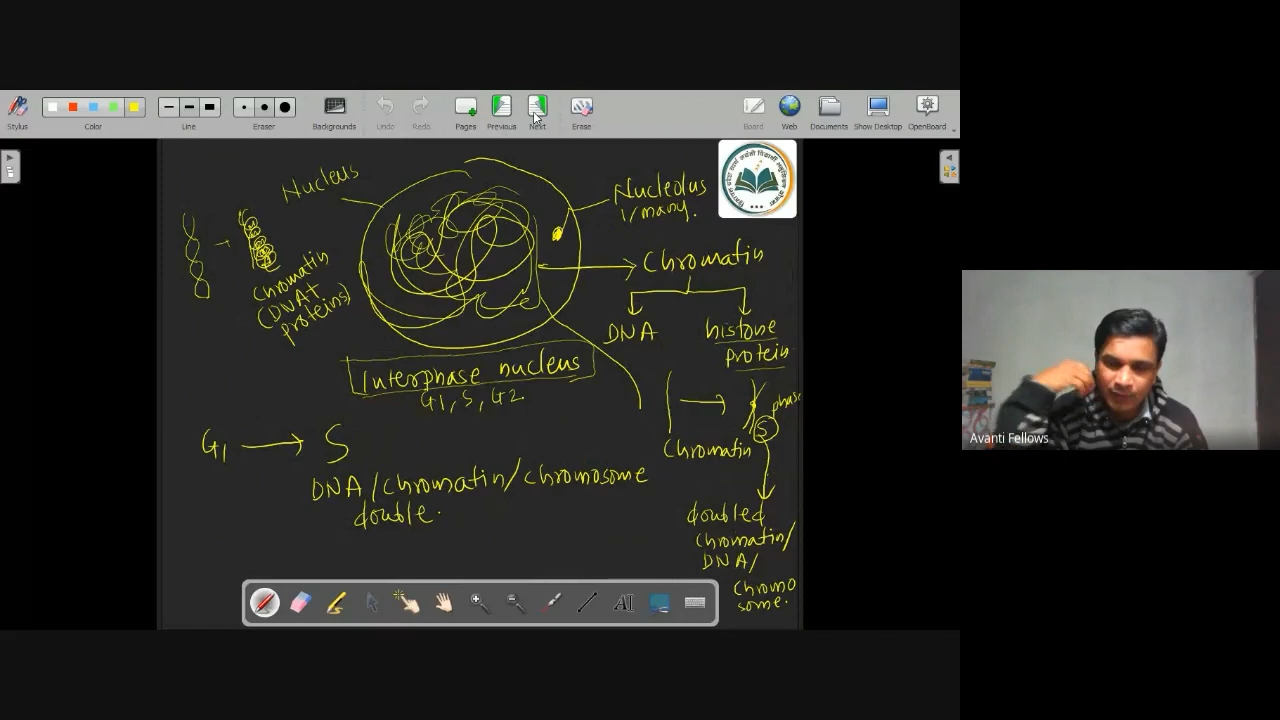 Stylus
Color
Line
Eraser
Backgrounds
Undo
Redo
Pages
Previous
Next
Erase
Board
Web
Documents
Show Desktop
OpenBoard
Nucleus
Nucleolus
1/many.
Chromatin
DNA
histone
protein
Chromatin
(DNA+
proteins)
Interphase nucleus
G1, S, G2
Chromatin
S phase
G1 → S
DNA/chromatin/chromosome
double.
doubled
chromatin/
DNA/
Chromo
some.
Avanti Fellows